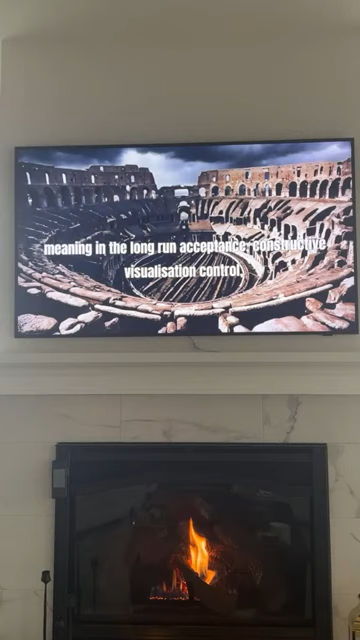 meaning in the long run acceptance, constructive
visualisation control,